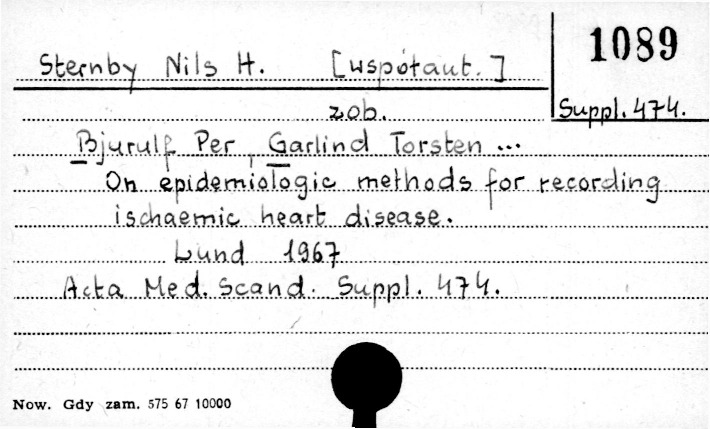 1089
Sternby Nils H. [współaut.]
zob. Suppl. 474.
Bjurulf Per, Garlind Torsten ...
On epidemiologic methods for recording
ischaemic heart disease.
Lund 1967
Acta Med. Scand. Suppl. 474.
Now. Gdy zam. 575 67 10000